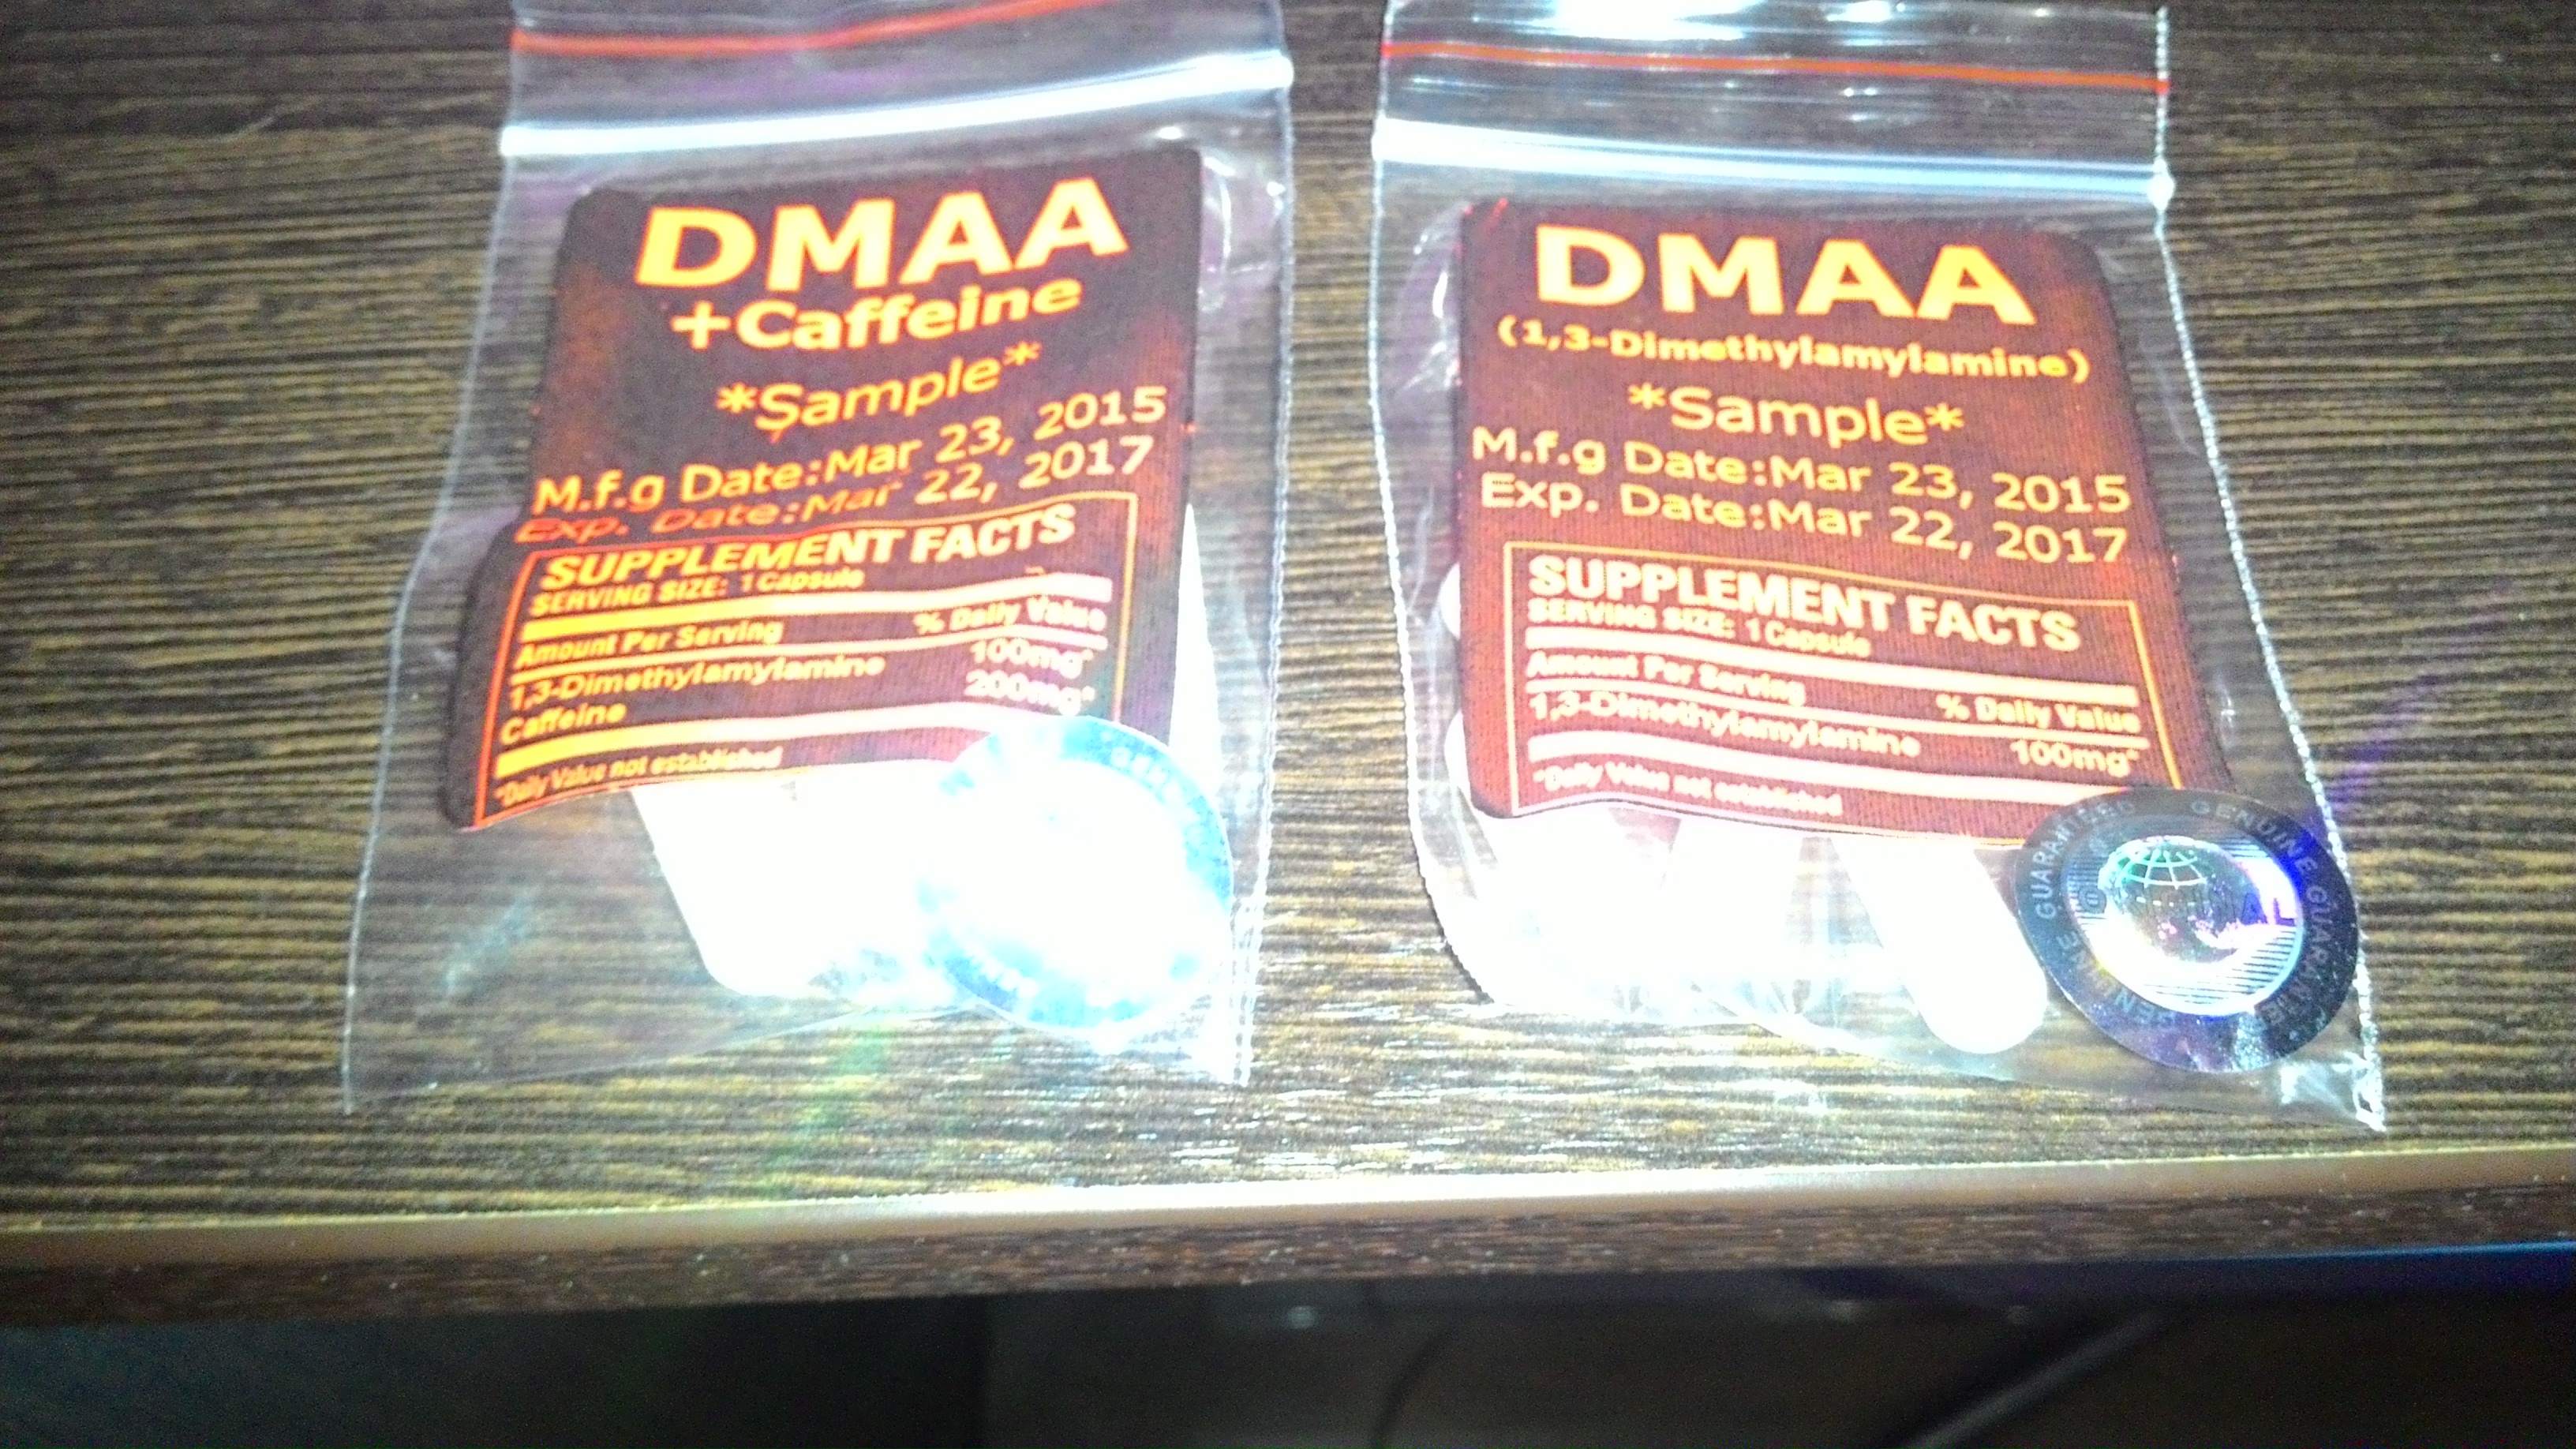 DMAA
+Caffeine
*Sample*
M.f.g Date:Mar 23, 2015
Exp. Date:Mar 22, 2017
SUPPLEMENT FACTS
SERVING SIZE: 1 Capsule
Amount Per Serving % Daily Value
1,3-Dimethylamylamine 100mg*
Caffeine 200mg*
*Daily Value not established
DMAA
(1,3-Dimethylamylamine)
*Sample*
M.f.g Date:Mar 23, 2015
Exp. Date:Mar 22, 2017
SUPPLEMENT FACTS
SERVING SIZE: 1 Capsule
Amount Per Serving % Daily Value
1,3-Dimethylamylamine 100mg*
*Daily Value not established
GUARANTEED GENUINE GUARANTEE